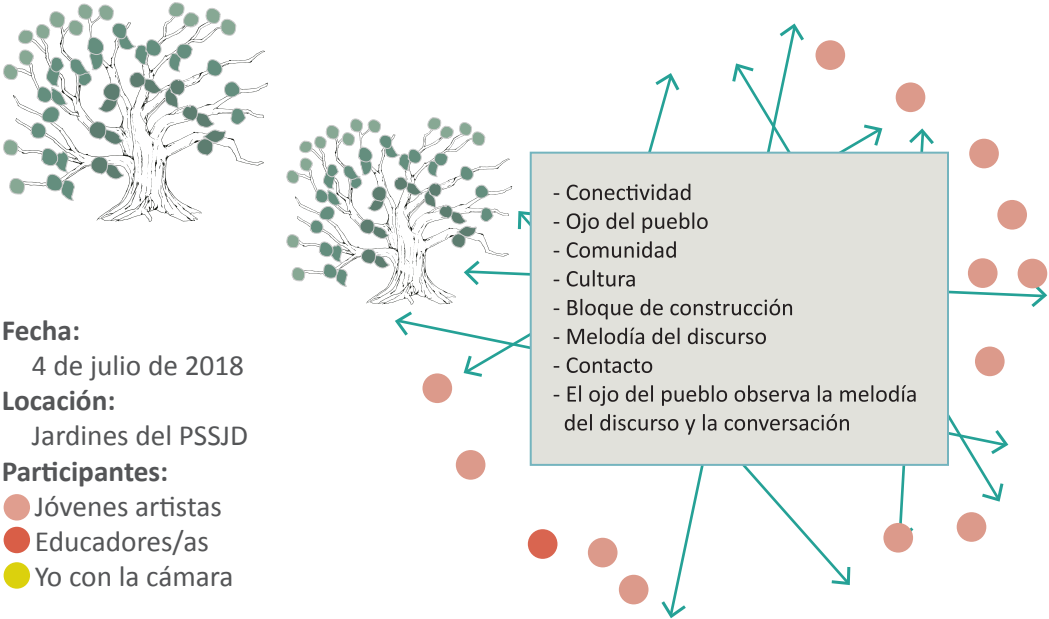 - Conectividad
- Ojo del pueblo
- Comunidad
- Cultura
- Bloque de construcción
- Melodía del discurso
- Contacto
- El ojo del pueblo observa la melodía
del discurso y la conversación
Fecha:
4 de julio de 2018
Locación:
Jardines del PSSJD
Participantes:
Jóvenes artistas
Educadores/as
Yo con la cámara